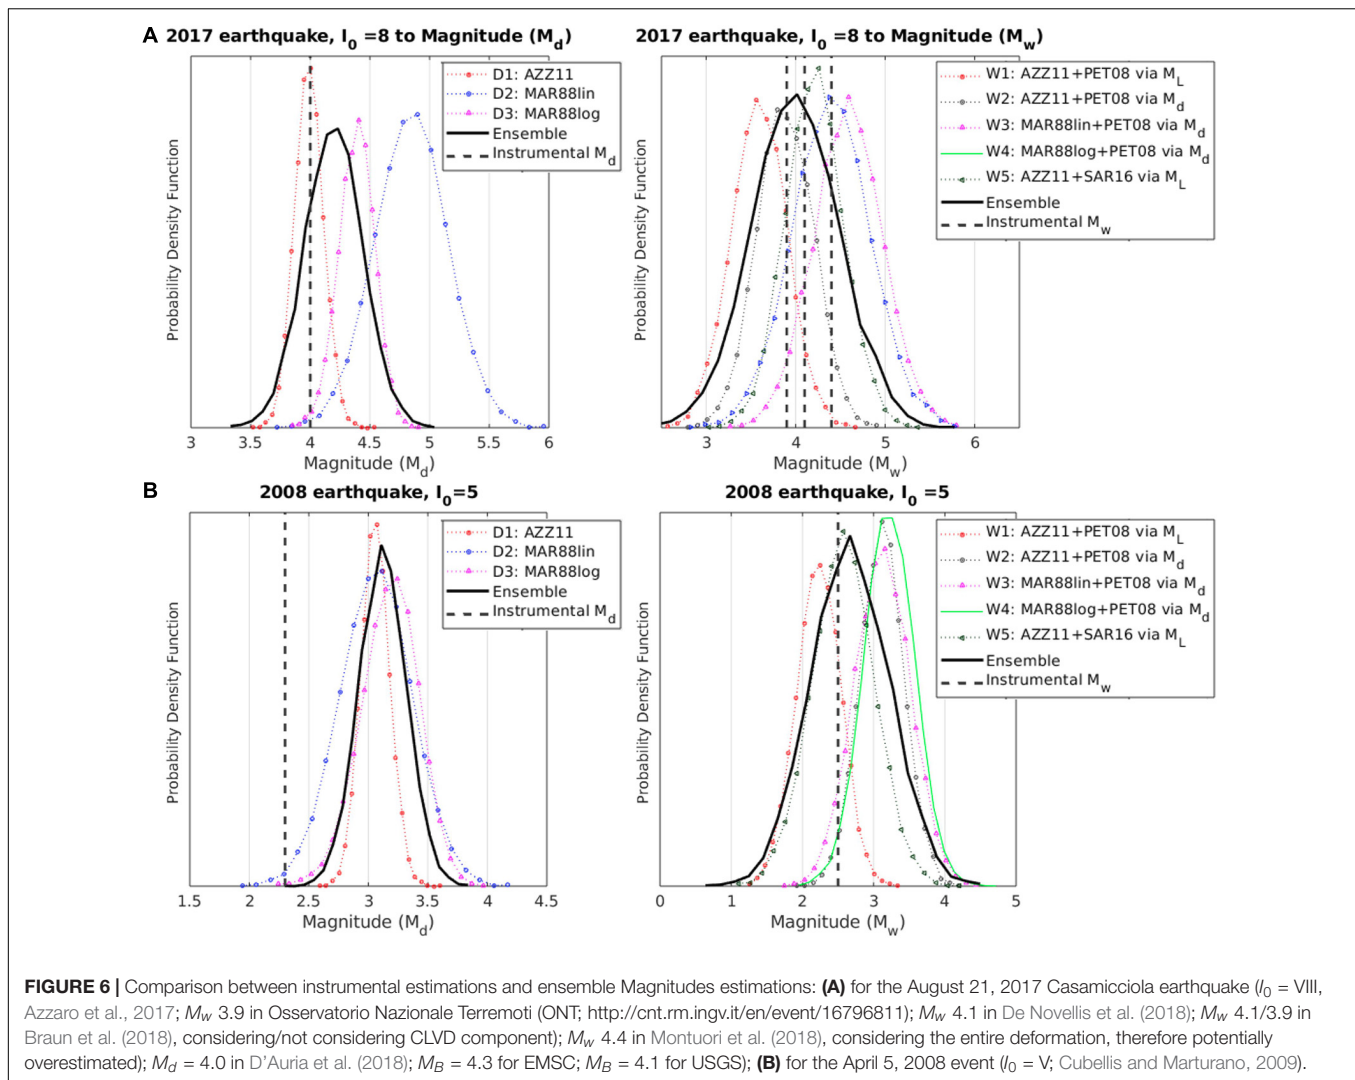 A 2017 earthquake, I0 =8 to Magnitude (Md)
Probability Density Function
D1: AZZ11
D2: MAR88lin
D3: MAR88log
Ensemble
Instrumental Md
3 3.5 4 4.5 5 5.5 6
Magnitude (Md)
2017 earthquake, I0 =8 to Magnitude (Mw)
Probability Density Function
W1: AZZ11+PET08 via ML
W2: AZZ11+PET08 via Md
W3: MAR88lin+PET08 via Md
W4: MAR88log+PET08 via Md
W5: AZZ11+SAR16 via ML
Ensemble
Instrumental Mw
3 4 5 6
Magnitude (Mw)
B 2008 earthquake, I0=5
Probability Density Function
D1: AZZ11
D2: MAR88lin
D3: MAR88log
Ensemble
Instrumental Md
1.5 2 2.5 3 3.5 4 4.5
Magnitude (Md)
2008 earthquake, I0 =5
Probability Density Function
W1: AZZ11+PET08 via ML
W2: AZZ11+PET08 via Md
W3: MAR88lin+PET08 via Md
W4: MAR88log+PET08 via Md
W5: AZZ11+SAR16 via ML
Ensemble
Instrumental Mw
0 1 2 3 4 5
Magnitude (Mw)
FIGURE 6 | Comparison between instrumental estimations and ensemble Magnitudes estimations: (A) for the August 21, 2017 Casamicciola earthquake (I0 = VIII,
Azzaro et al., 2017; Mw 3.9 in Osservatorio Nazionale Terremoti (ONT; http://cnt.rm.ingv.it/en/event/16796811); Mw 4.1 in De Novellis et al. (2018); Mw 4.1/3.9 in
Braun et al. (2018), considering/not considering CLVD component); Mw 4.4 in Montuori et al. (2018), considering the entire deformation, therefore potentially
overestimated); Md = 4.0 in D'Auria et al. (2018); MB = 4.3 for EMSC; MB = 4.1 for USGS); (B) for the April 5, 2008 event (I0 = V; Cubellis and Marturano, 2009).